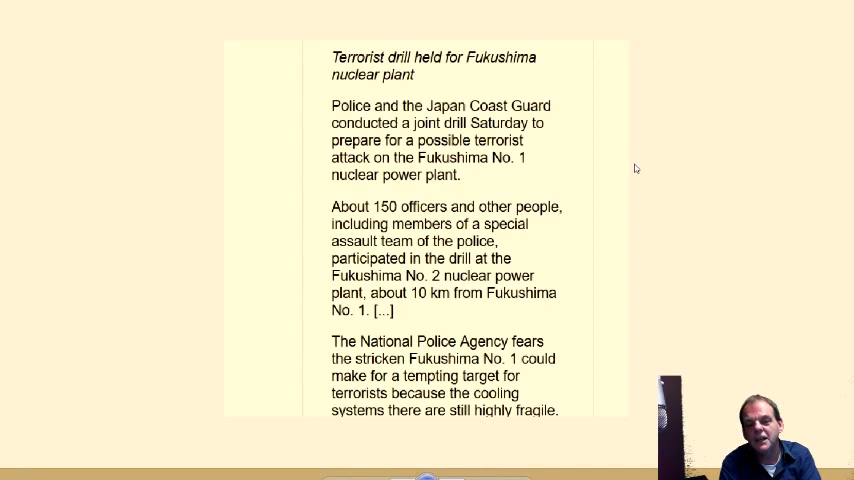 Terrorist drill held for Fukushima
nuclear plant
Police and the Japan Coast Guard
conducted a joint drill Saturday to
prepare for a possible terrorist
attack on the Fukushima No. 1
nuclear power plant.
About 150 officers and other people,
including members of a special
assault team of the police,
participated in the drill at the
Fukushima No. 2 nuclear power
plant, about 10 km from Fukushima
No. 1. [...]
The National Police Agency fears
the stricken Fukushima No. 1 could
make for a tempting target for
terrorists because the cooling
systems there are still highly fragile.